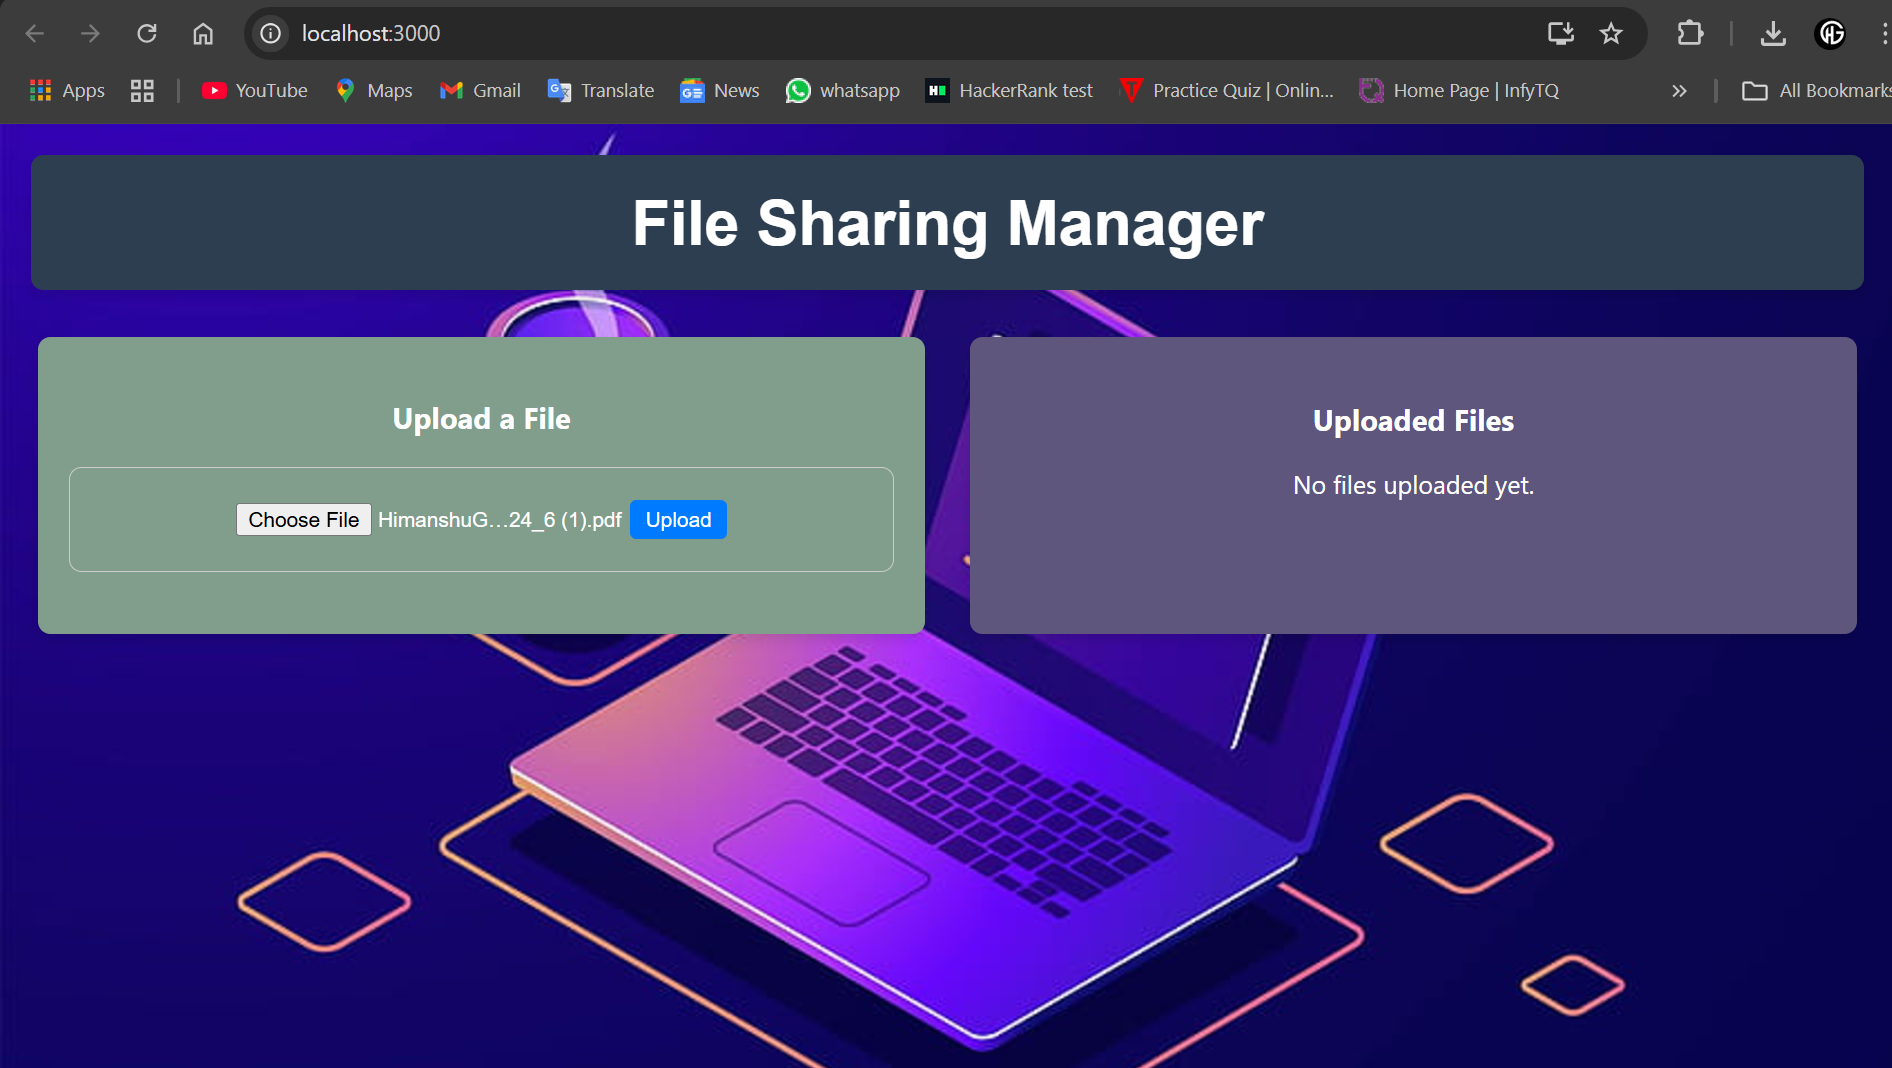 localhost:3000
Apps YouTube Maps Gmail Translate News whatsapp HackerRank test Practice Quiz | Onlin... Home Page | InfyTQ » All Bookmarks
File Sharing Manager
Upload a File
Choose File HimanshuG...24_6 (1).pdf Upload
Uploaded Files
No files uploaded yet.